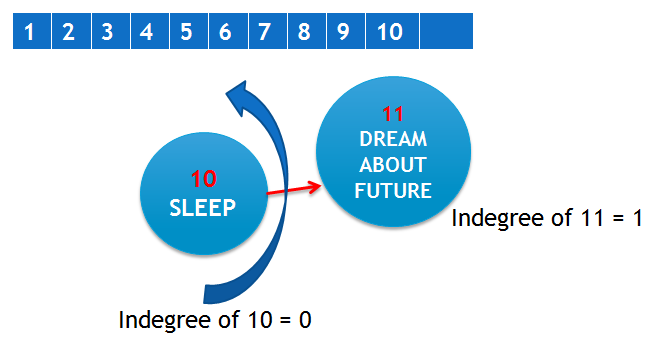 1 2 3 4 5 6 7 8 9 10
11
DREAM
ABOUT
FUTURE
10
SLEEP
Indegree of 11 = 1
Indegree of 10 = 0